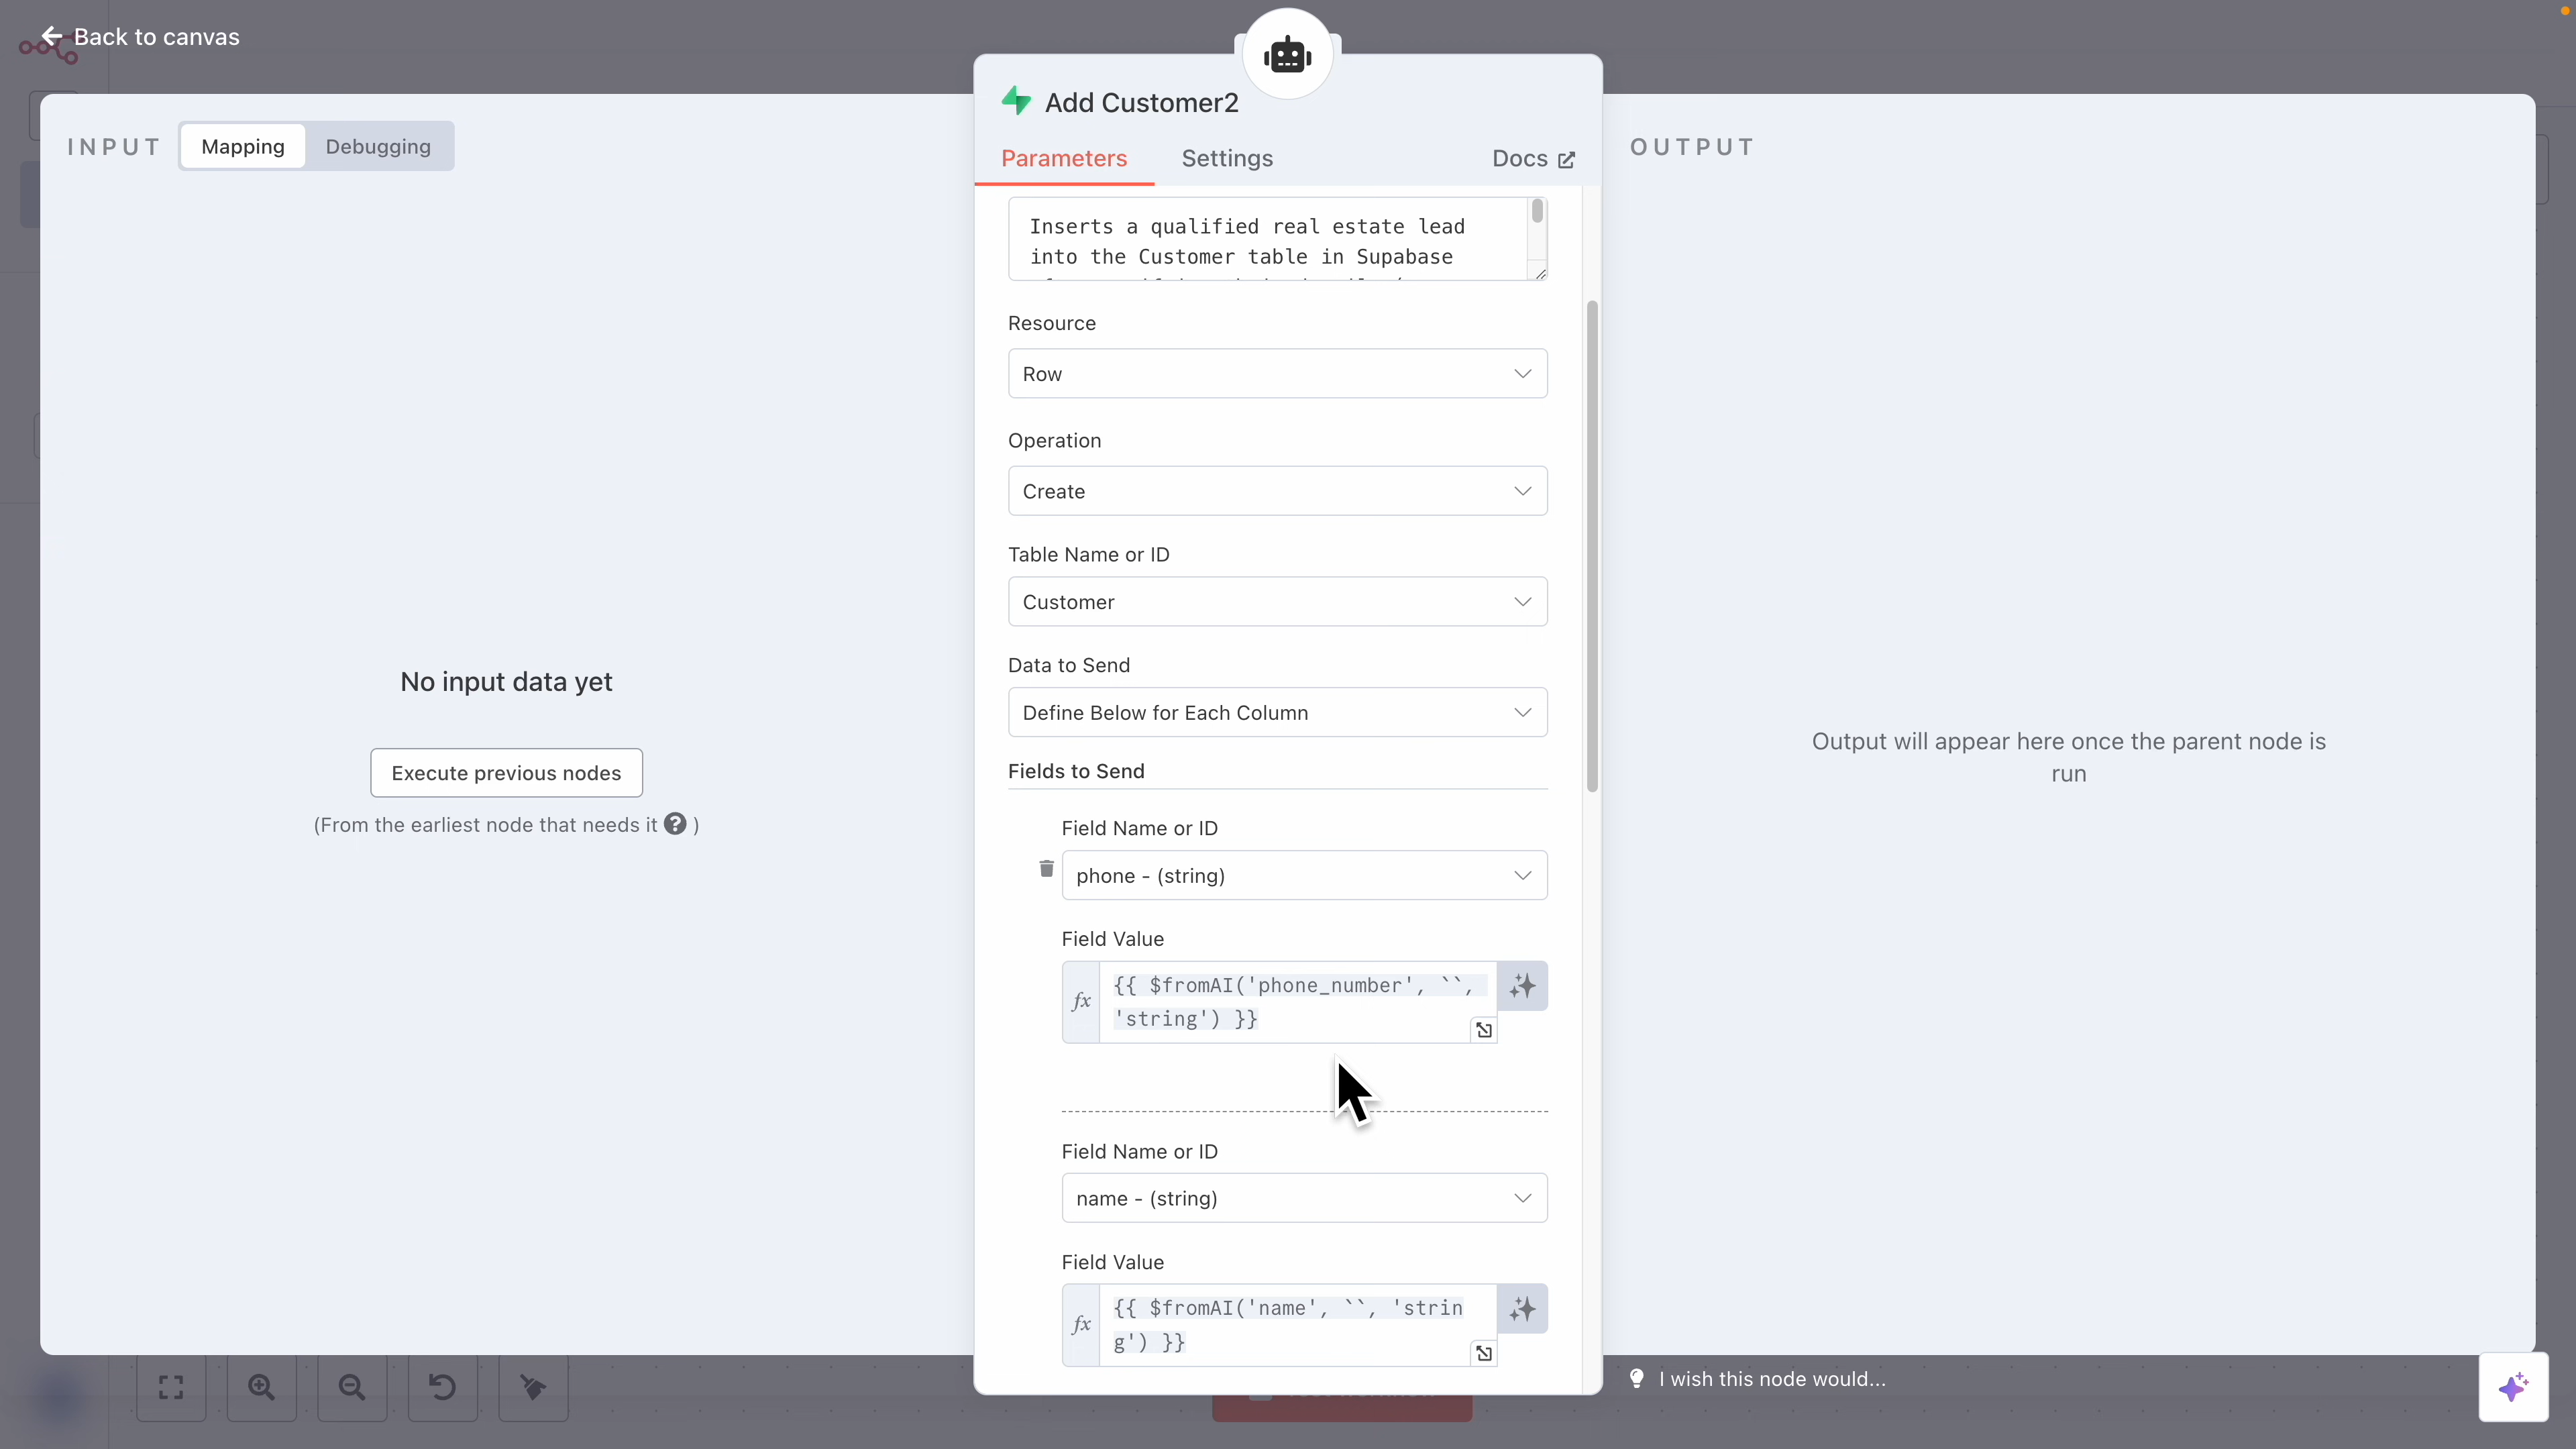 Back to canvas
INPUT
Mapping
Debugging
No input data yet
Execute previous nodes
(From the earliest node that needs it ? )
Add Customer2
Parameters
Settings
Docs
Inserts a qualified real estate lead
into the Customer table in Supabase
Resource
Row
Operation
Create
Table Name or ID
Customer
Data to Send
Define Below for Each Column
Fields to Send
Field Name or ID
phone - (string)
Field Value
fx
{{ $fromAI('phone_number', ``,
'string') }}
Field Name or ID
name - (string)
Field Value
fx
{{ $fromAI('name', ``, 'strin
g') }}
OUTPUT
Output will appear here once the parent node is
run
I wish this node would...